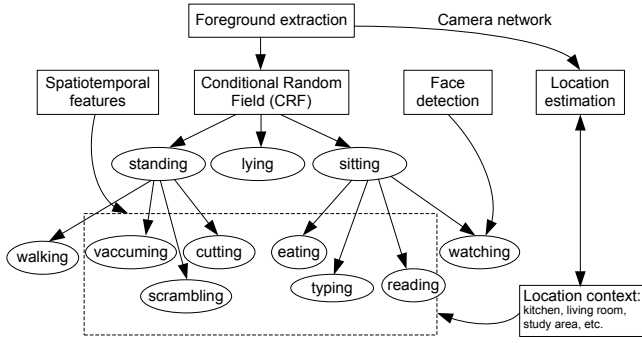 Foreground extraction
Camera network
Spatiotemporal
features
Conditional Random
Field (CRF)
Face
detection
Location
estimation
standing
lying
sitting
walking
vaccuming
cutting
eating
watching
scrambling
typing
reading
Location context:
kitchen, living room,
study area, etc.